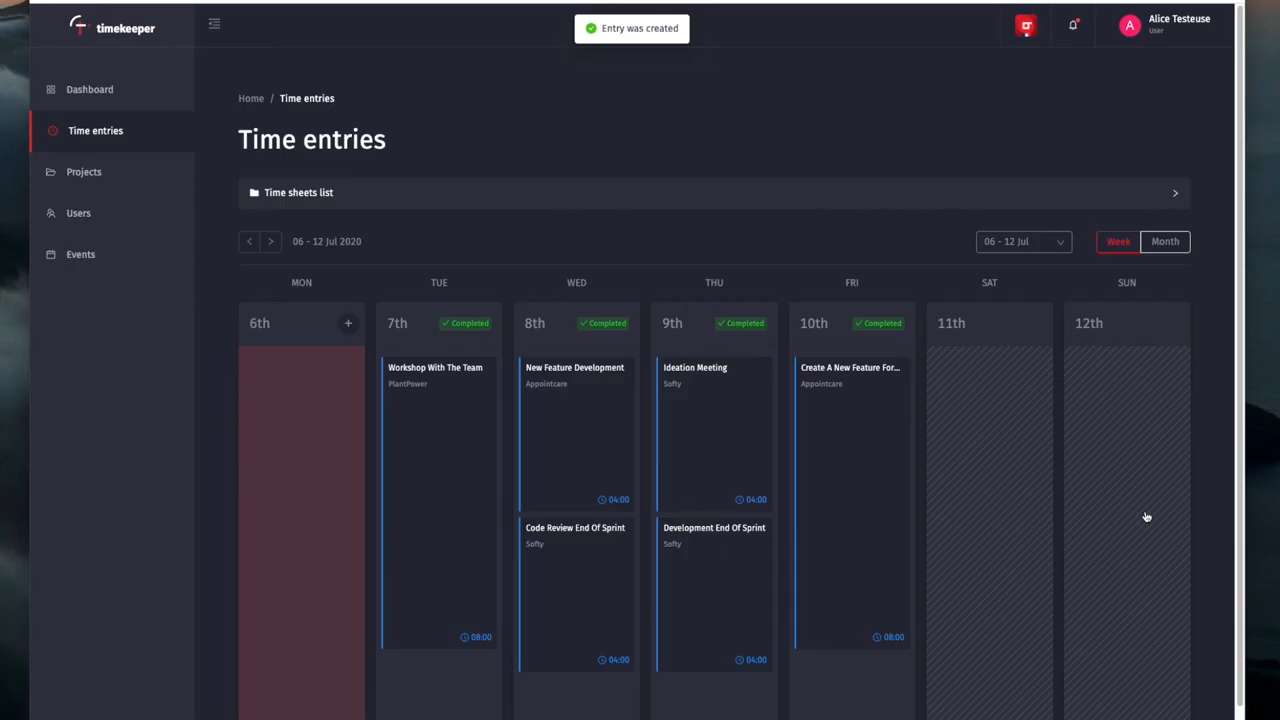 timekeeper
Entry was created
A
Alice Testeuse
User
Dashboard
Time entries
Projects
Users
Events
Home / Time entries
Time entries
Time sheets list
06 - 12 Jul 2020
06 - 12 Jul
Week
Month
MON
TUE
WED
THU
FRI
SAT
SUN
6th +
7th Completed
8th Completed
9th Completed
10th Completed
11th
12th
Workshop With The Team
PlantPower
08:00
New Feature Development
Appointcare
04:00
Code Review End Of Sprint
Softy
04:00
Ideation Meeting
Softy
04:00
Development End Of Sprint
Softy
04:00
Create A New Feature For...
Appointcare
08:00